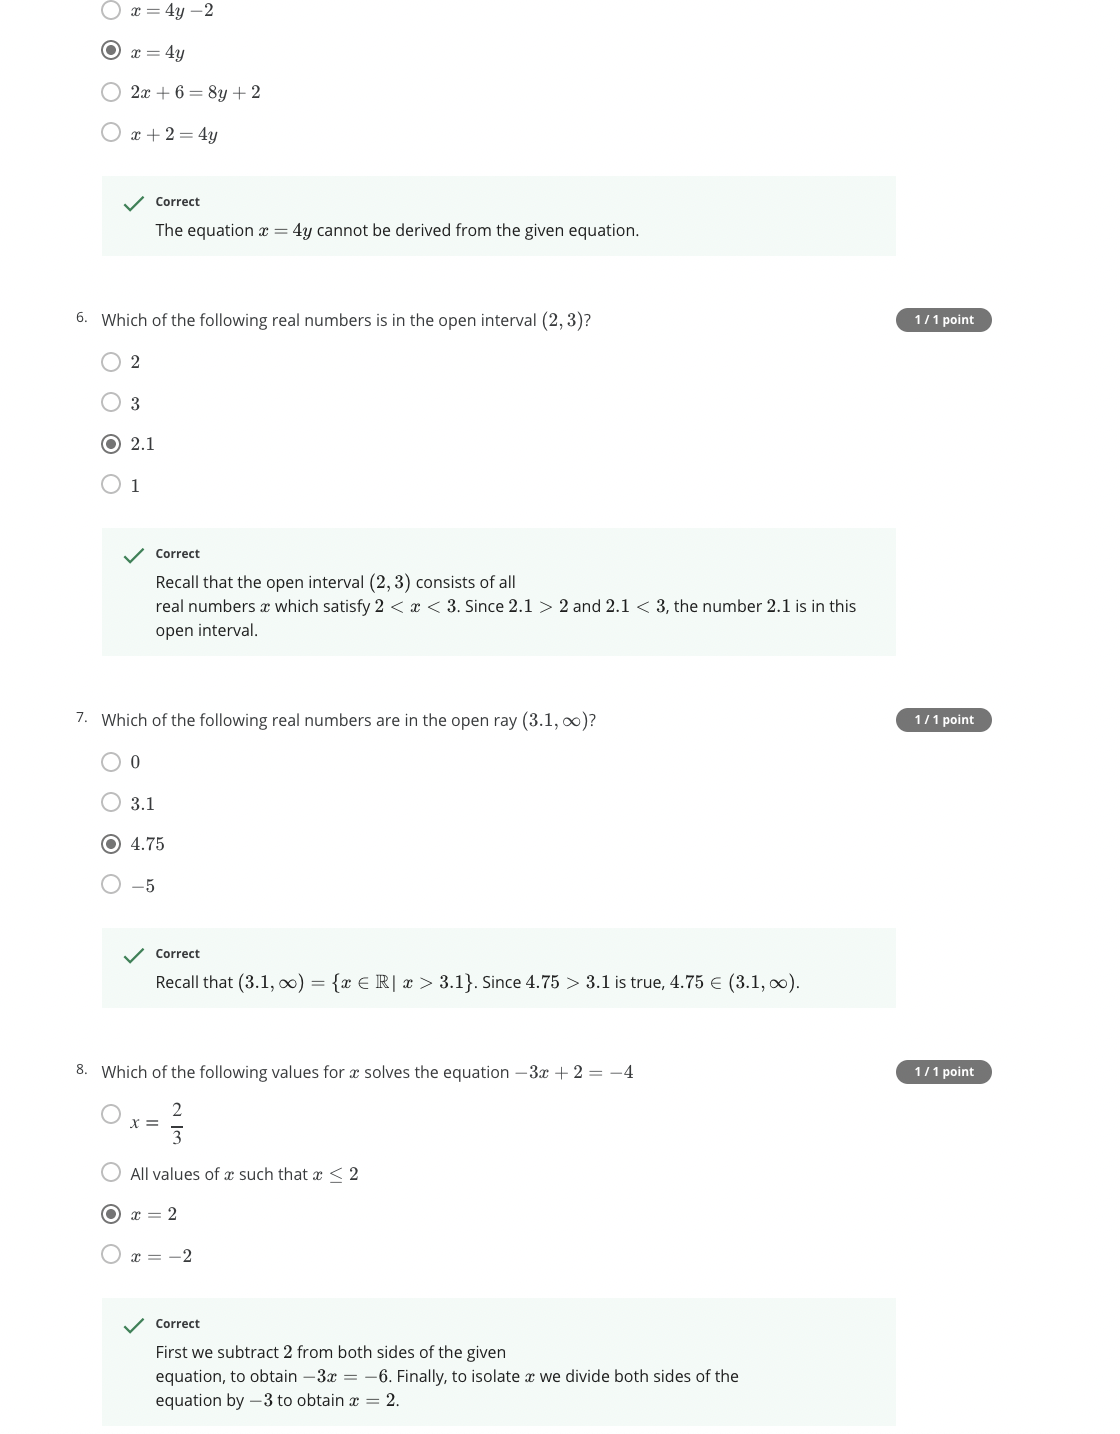 x = 4y −2
x = 4y
2x + 6 = 8y + 2
x + 2 = 4y
Correct
The equation x = 4y cannot be derived from the given equation.
6. Which of the following real numbers is in the open interval (2, 3)? 1 / 1 point
2
3
2.1
1
Correct
Recall that the open interval (2, 3) consists of all
real numbers x which satisfy 2 < x < 3. Since 2.1 > 2 and 2.1 < 3, the number 2.1 is in this
open interval.
7. Which of the following real numbers are in the open ray (3.1, ∞)? 1 / 1 point
0
3.1
4.75
−5
Correct
Recall that (3.1, ∞) = {x ∈ ℝ| x > 3.1}. Since 4.75 > 3.1 is true, 4.75 ∈ (3.1, ∞).
8. Which of the following values for x solves the equation −3x + 2 = −4 1 / 1 point
x = 2/3
All values of x such that x ≤ 2
x = 2
x = −2
Correct
First we subtract 2 from both sides of the given
equation, to obtain −3x = −6. Finally, to isolate x we divide both sides of the
equation by −3 to obtain x = 2.